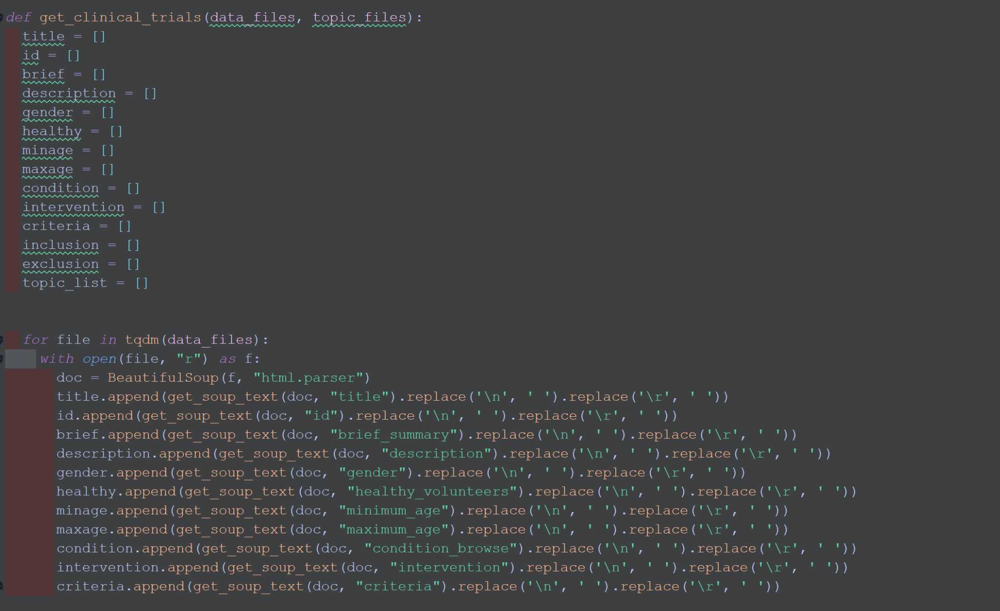 def get_clinical_trials(data_files, topic_files):
title = []
id = []
brief = []
description = []
gender = []
healthy = []
minage = []
maxage = []
condition = []
intervention = []
criteria = []
inclusion = []
exclusion = []
topic_list = []
for file in tqdm(data_files):
with open(file, "r") as f:
doc = BeautifulSoup(f, "html.parser")
title.append(get_soup_text(doc, "title").replace('\n', ' ').replace('\r', ' '))
id.append(get_soup_text(doc, "id").replace('\n', ' ').replace('\r', ' '))
brief.append(get_soup_text(doc, "brief_summary").replace('\n', ' ').replace('\r', ' '))
description.append(get_soup_text(doc, "description").replace('\n', ' ').replace('\r', ' '))
gender.append(get_soup_text(doc, "gender").replace('\n', ' ').replace('\r', ' '))
healthy.append(get_soup_text(doc, "healthy_volunteers").replace('\n', ' ').replace('\r', ' '))
minage.append(get_soup_text(doc, "minimum_age").replace('\n', ' ').replace('\r', ' '))
maxage.append(get_soup_text(doc, "maximum_age").replace('\n', ' ').replace('\r', ' '))
condition.append(get_soup_text(doc, "condition_browse").replace('\n', ' ').replace('\r', ' '))
intervention.append(get_soup_text(doc, "intervention").replace('\n', ' ').replace('\r', ' '))
criteria.append(get_soup_text(doc, "criteria").replace('\n', ' ').replace('\r', ' '))